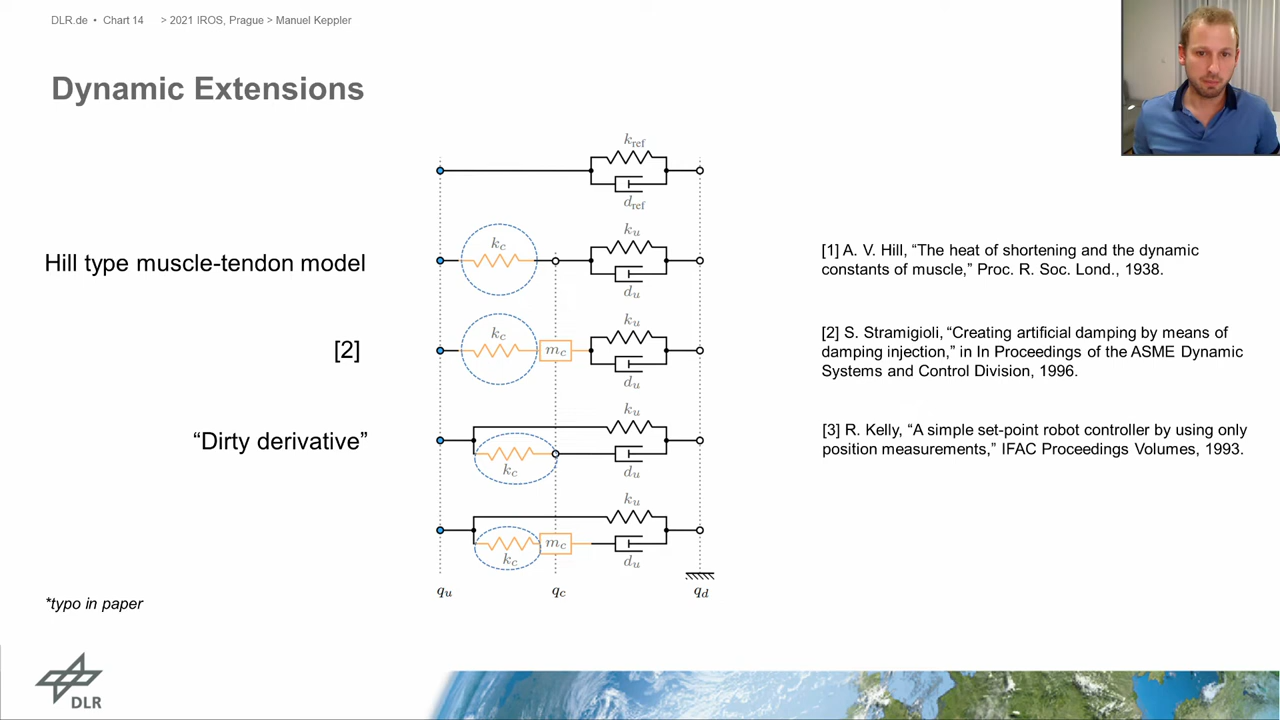 DLR.de • Chart 14 > 2021 IROS, Prague > Manuel Keppler
Dynamic Extensions
k_ref
d_ref
Hill type muscle-tendon model
k_c
k_u
d_u
[1] A. V. Hill, “The heat of shortening and the dynamic
constants of muscle,” Proc. R. Soc. Lond., 1938.
[2]
k_c
m_c
k_u
d_u
[2] S. Stramigioli, “Creating artificial damping by means of
damping injection,” in In Proceedings of the ASME Dynamic
Systems and Control Division, 1996.
“Dirty derivative”
k_c
k_u
d_u
[3] R. Kelly, “A simple set-point robot controller by using only
position measurements,” IFAC Proceedings Volumes, 1993.
k_c
m_c
k_u
d_u
q_u
q_c
q_d
*typo in paper
DLR